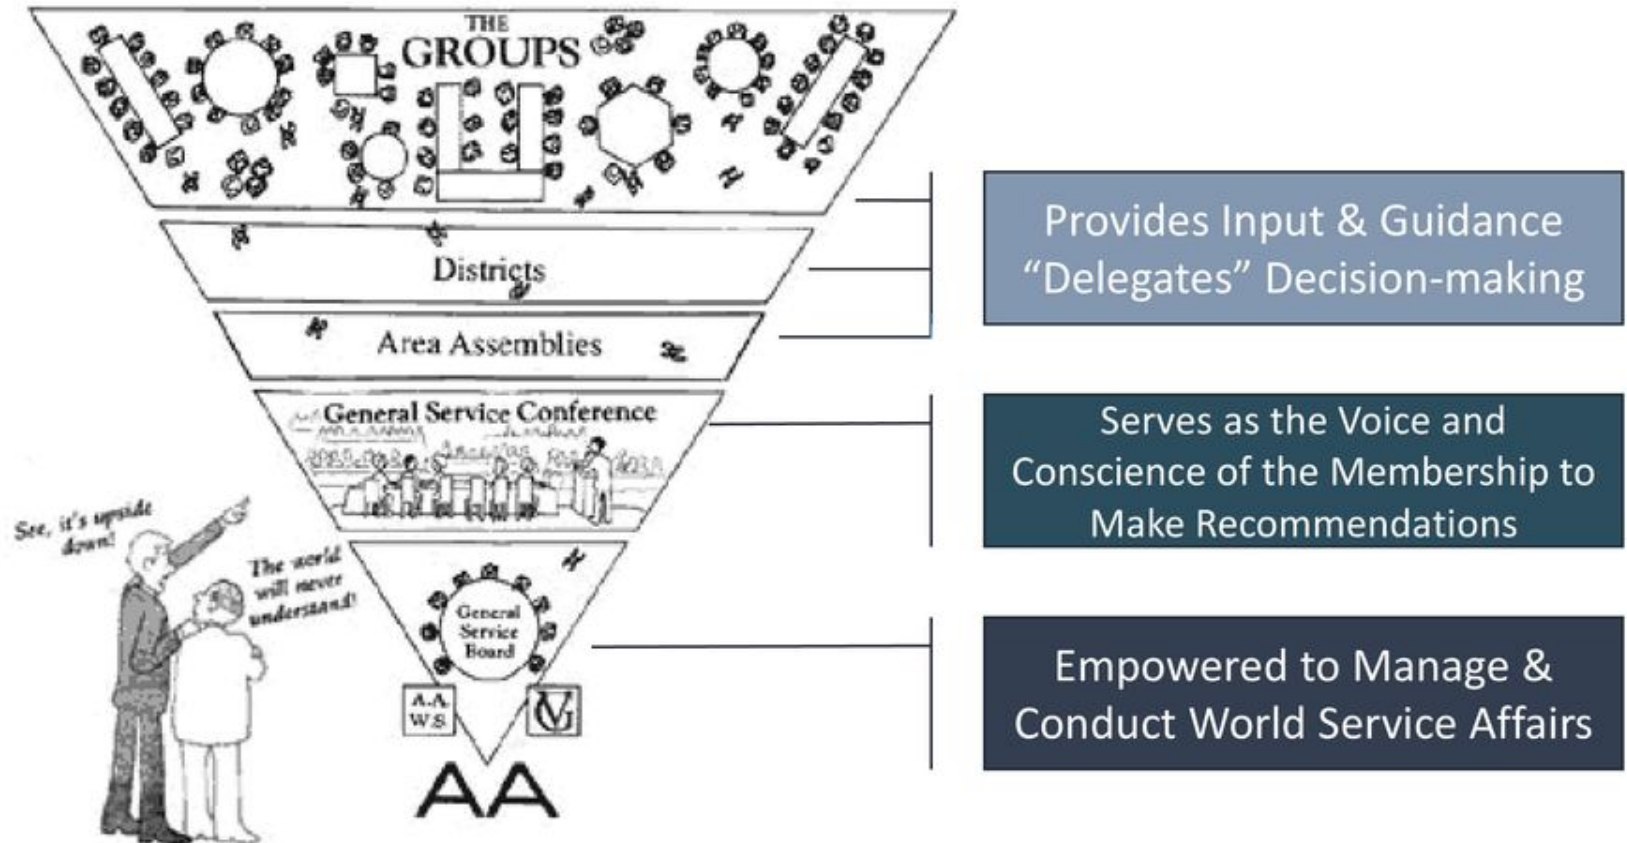 THE
GROUPS
Districts
Area Assemblies
General Service Conference
General
Service
Board
A.A.
W.S.
GV
AA
See, it's upside
down!
The world
will never
understand!
Provides Input & Guidance
“Delegates” Decision-making
Serves as the Voice and
Conscience of the Membership to
Make Recommendations
Empowered to Manage &
Conduct World Service Affairs